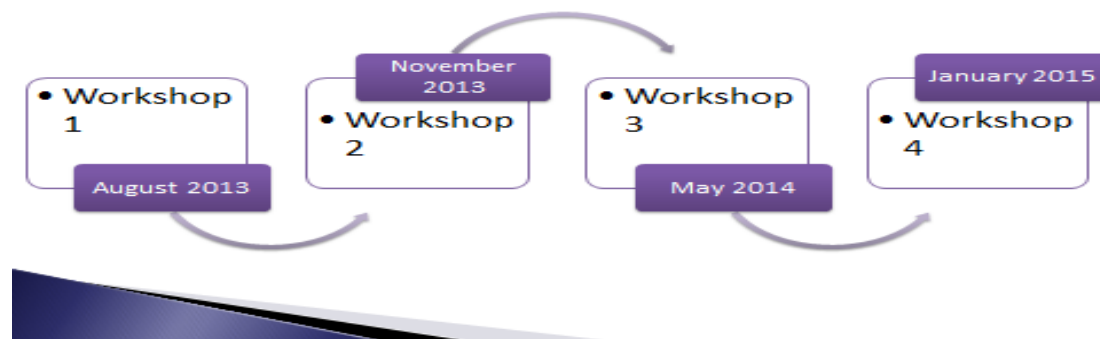 • Workshop
1
August 2013
November
2013
• Workshop
2
• Workshop
3
May 2014
January 2015
• Workshop
4